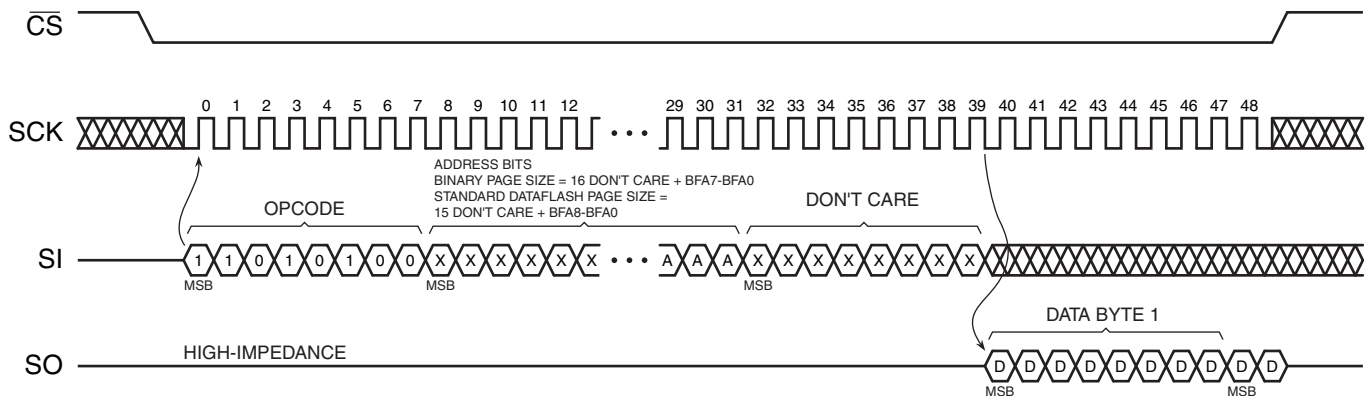 CS
SCK
0 1 2 3 4 5 6 7 8 9 10 11 12 29 30 31 32 33 34 35 36 37 38 39 40 41 42 43 44 45 46 47 48
ADDRESS BITS
BINARY PAGE SIZE = 16 DON'T CARE + BFA7-BFA0
STANDARD DATAFLASH PAGE SIZE =
15 DON'T CARE + BFA8-BFA0
OPCODE
DON'T CARE
SI
1 1 0 1 0 1 0 0 X X X X X X • • • A A A X X X X X X X X
MSB MSB MSB
DATA BYTE 1
SO
HIGH-IMPEDANCE
D D D D D D D D D D
MSB MSB